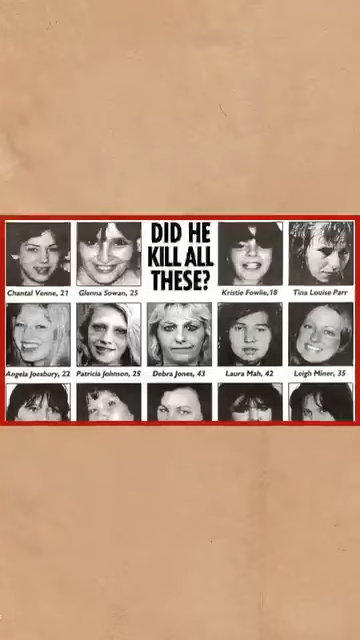 DID HE
KILL ALL
THESE?
Chantal Venne, 21
Glenna Sowan, 25
Kristie Fowlie, 18
Tina Louise Parr
Angela Joesbury, 22
Patricia Johnson, 25
Debra Jones, 43
Laura Mah, 42
Leigh Miner, 35